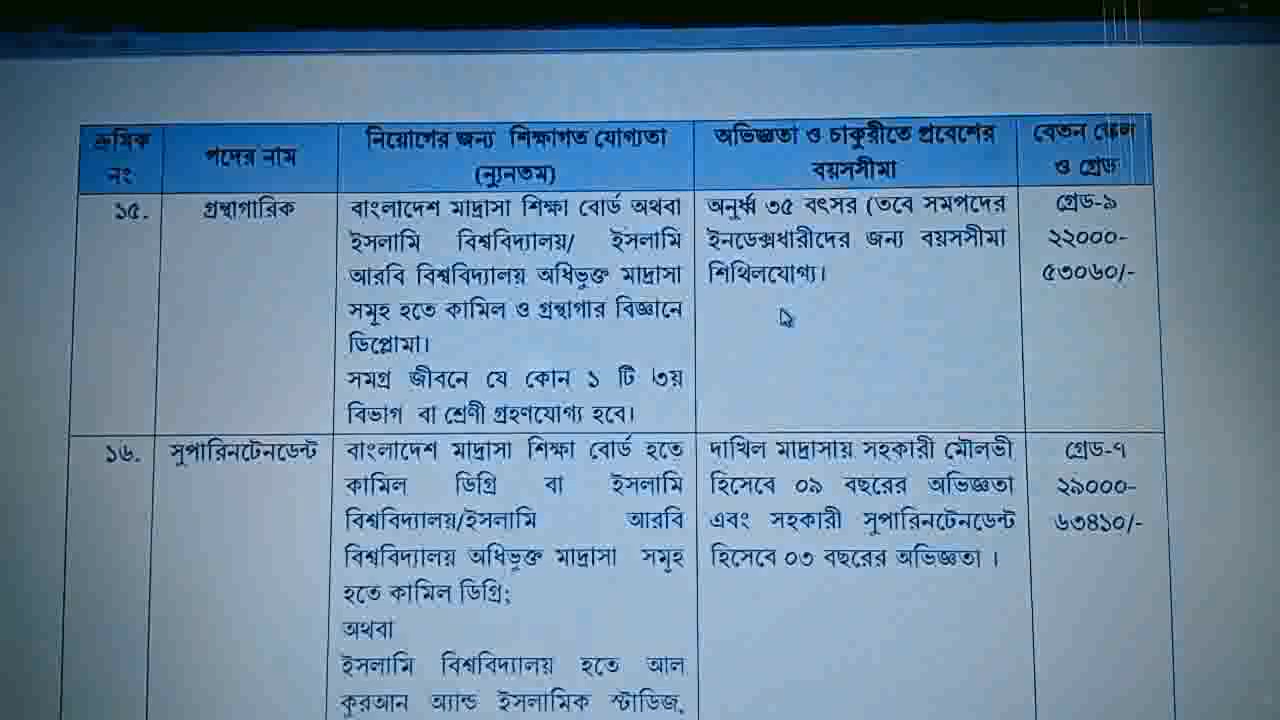 ক্রমিক নং
পদের নাম
নিয়োগের জন্য শিক্ষাগত যোগ্যতা
(ন্যুনতম)
অভিজ্ঞতা ও চাকুরীতে প্রবেশের
বয়সসীমা
বেতন স্কেল
ও গ্রেড
১৫.
গ্রন্থাগারিক
বাংলাদেশ মাদ্রাসা শিক্ষা বোর্ড অথবা
ইসলামি বিশ্ববিদ্যালয়/ ইসলামি
আরবি বিশ্ববিদ্যালয় অধিভুক্ত মাদ্রাসা
সমূহ হতে কামিল ও গ্রন্থাগার বিজ্ঞানে
ডিপ্লোমা।
সমগ্র জীবনে যে কোন ১ টি ৩য়
বিভাগ বা শ্রেণী গ্রহণযোগ্য হবে।
অনুর্ধ্ব ৩৫ বৎসর (তবে সমপদের
ইনডেক্সধারীদের জন্য বয়সসীমা
শিথিলযোগ্য।
গ্রেড-৯
২২০০০-
৫৩০৬০/-
১৬.
সুপারিনটেনডেন্ট
বাংলাদেশ মাদ্রাসা শিক্ষা বোর্ড হতে
কামিল ডিগ্রি বা ইসলামি
বিশ্ববিদ্যালয়/ইসলামি আরবি
বিশ্ববিদ্যালয় অধিভুক্ত মাদ্রাসা সমূহ
হতে কামিল ডিগ্রি;
অথবা
ইসলামি বিশ্ববিদ্যালয় হতে আল
কুরআন অ্যান্ড ইসলামিক স্টাডিজ,
দাখিল মাদ্রাসায় সহকারী মৌলভী
হিসেবে ০৯ বছরের অভিজ্ঞতা
এবং সহকারী সুপারিনটেনডেন্ট
হিসেবে ০৩ বছরের অভিজ্ঞতা ।
গ্রেড-৭
২৯০০০-
৬৩৪১০/-